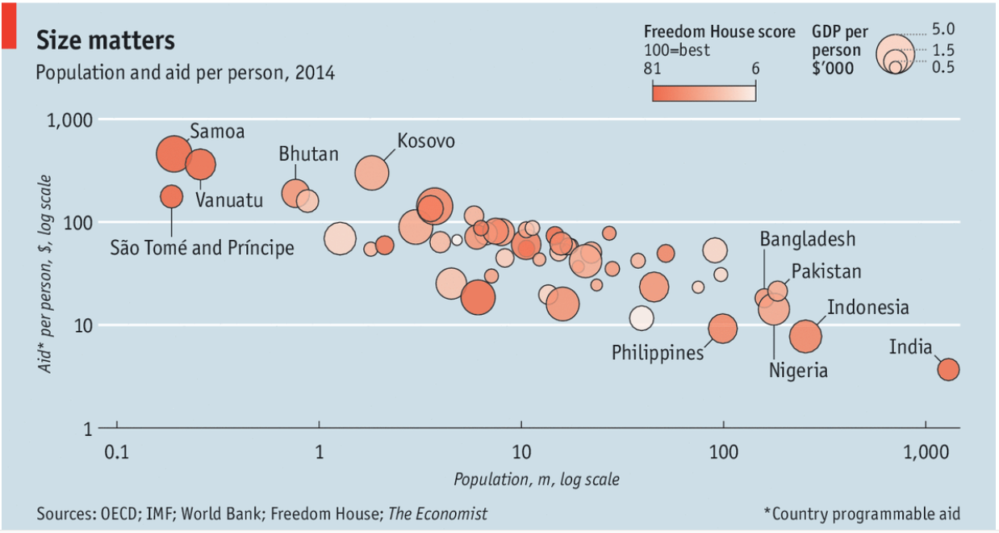 Size matters
Population and aid per person, 2014
Freedom House score
100=best
81
6
GDP per
person
$’000
5.0
1.5
0.5
1,000
100
10
1
Aid* per person, $, log scale
Samoa
Vanuatu
São Tomé and Príncipe
Bhutan
Kosovo
Bangladesh
Pakistan
Indonesia
Philippines
Nigeria
India
0.1
1
10
100
1,000
Population, m, log scale
Sources: OECD; IMF; World Bank; Freedom House; The Economist
*Country programmable aid